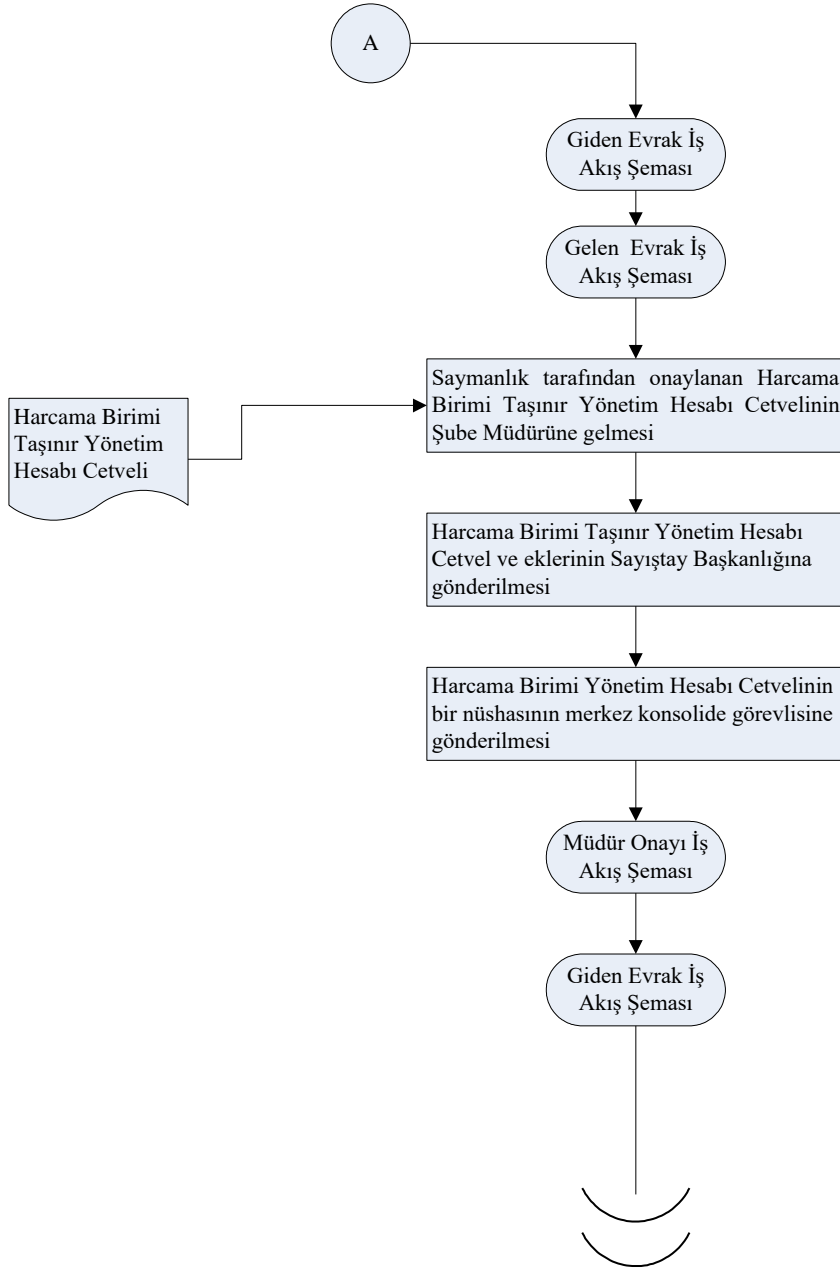 A
Giden Evrak İş
Akış Şeması
Gelen Evrak İş
Akış Şeması
Saymanlık tarafından onaylanan Harcama
Birimi Taşınır Yönetim Hesabı Cetvelinin
Şube Müdürüne gelmesi
Harcama Birimi
Taşınır Yönetim
Hesabı Cetveli
Harcama Birimi Taşınır Yönetim Hesabı
Cetvel ve eklerinin Sayıştay Başkanlığına
gönderilmesi
Harcama Birimi Yönetim Hesabı Cetvelinin
bir nüshasının merkez konsolide görevlisine
gönderilmesi
Müdür Onayı İş
Akış Şeması
Giden Evrak İş
Akış Şeması